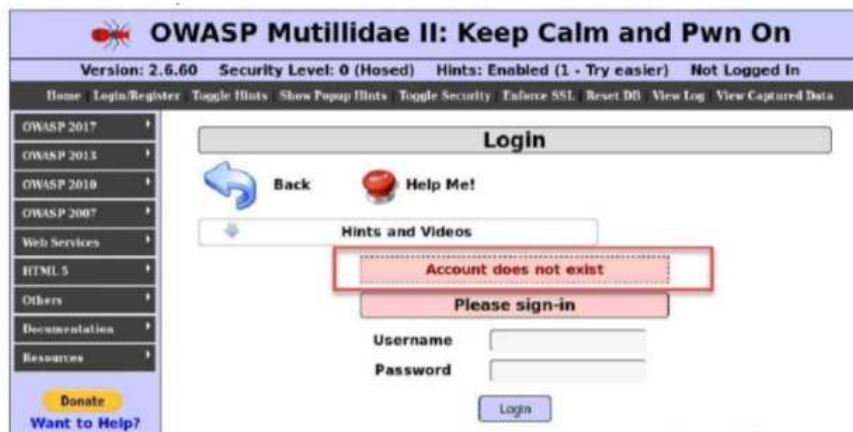 OWASP Mutillidae II: Keep Calm and Pwn On
Version: 2.6.60 Security Level: 0 (Hosed) Hints: Enabled (1 - Try easier) Not Logged In
Home Login/Register Toggle Hints Show Popup Hints Toggle Security Enforce SSL Reset DB View Log View Captured Data
OWASP 2017
OWASP 2013
OWASP 2010
OWASP 2007
Web Services
HTML 5
Others
Documentation
Resources
Donate
Want to Help?
Login
Back Help Me!
Hints and Videos
Account does not exist
Please sign-in
Username
Password
Login